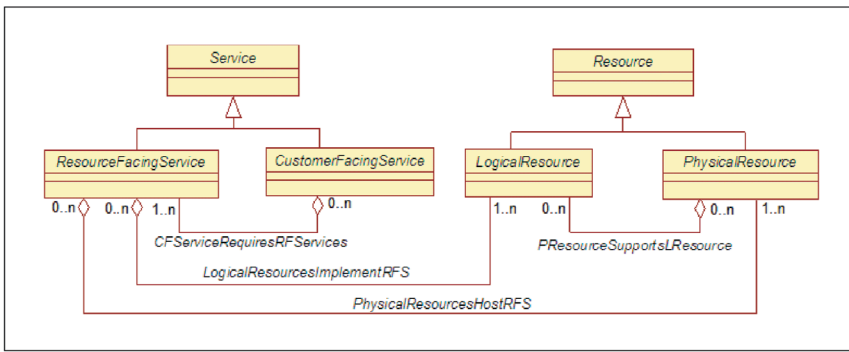 Service
Resource
ResourceFacingService
CustomerFacingService
LogicalResource
PhysicalResource
0..n
0..n
1..n
0..n
1..n
0..n
0..n
1..n
CFServiceRequiresRFServices
PResourceSupportsLResource
LogicalResourcesImplementRFS
PhysicalResourcesHostRFS